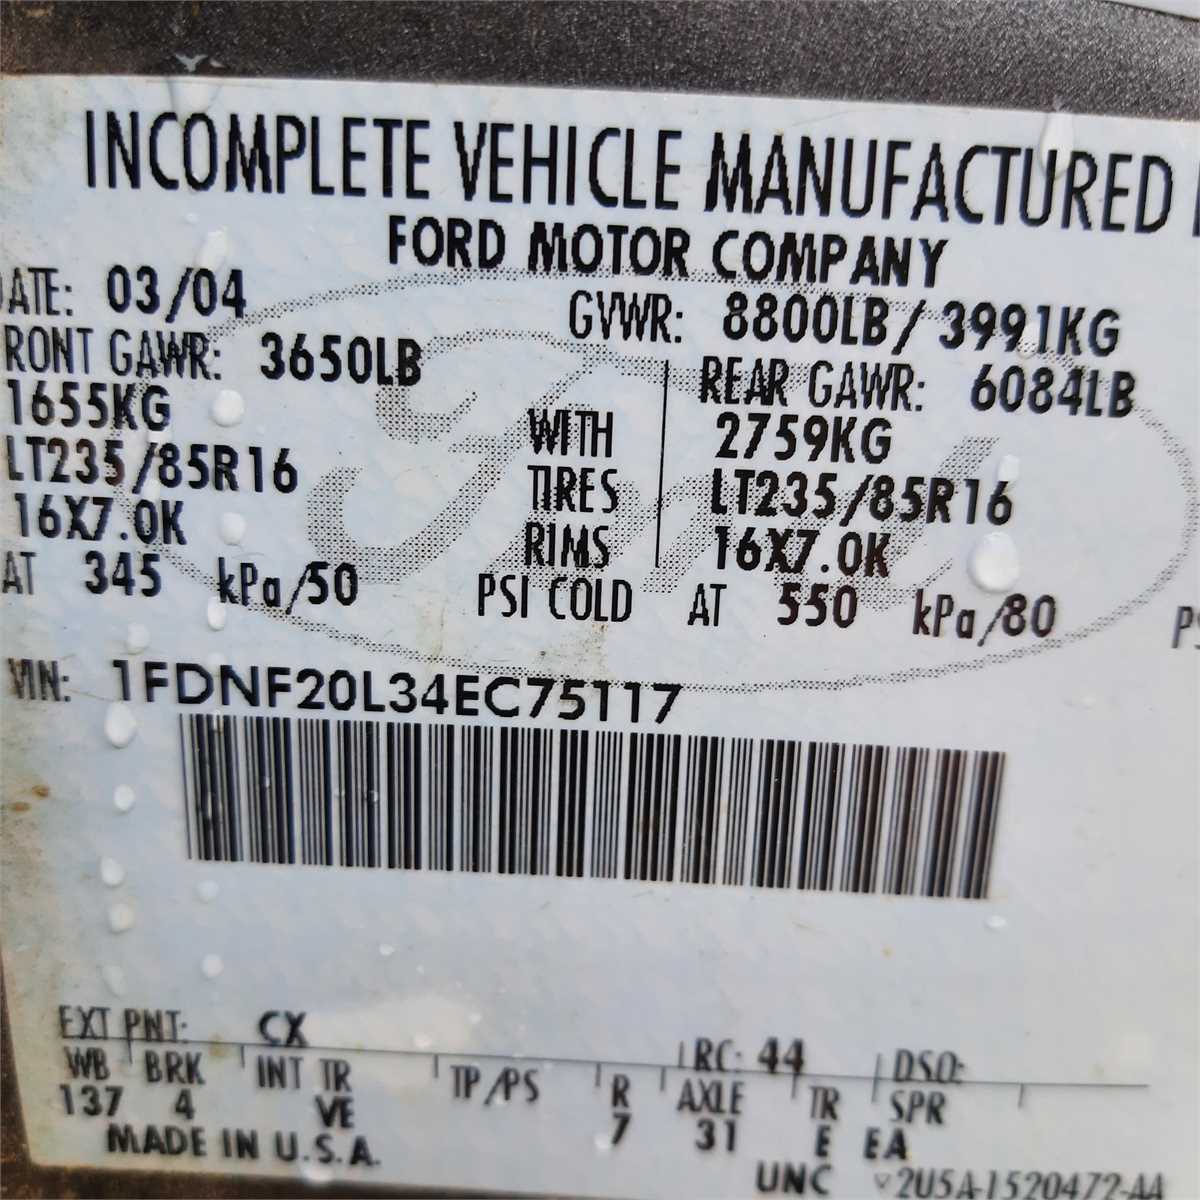 INCOMPLETE VEHICLE MANUFACTURED
FORD MOTOR COMPANY
DATE: 03/04 GVWR: 8800LB / 3991KG
RONT GAWR: 3650LB REAR GAWR: 6084LB
1655KG WITH 2759KG
LT235/85R16 TIRES LT235/85R16
16X7.0K RIMS 16X7.0K
AT 345 kPa/50 PSI COLD AT 550 kPa/80 PS
VIN: 1FDNF20L34EC75117
EXT PNT: CX RC: 44 DSO:
WB BRK INT TR TP/PS R AXLE TR SPR
137 4 VE 7 31 E EA
MADE IN U.S.A.
UNC 2U5A-1520472-AA